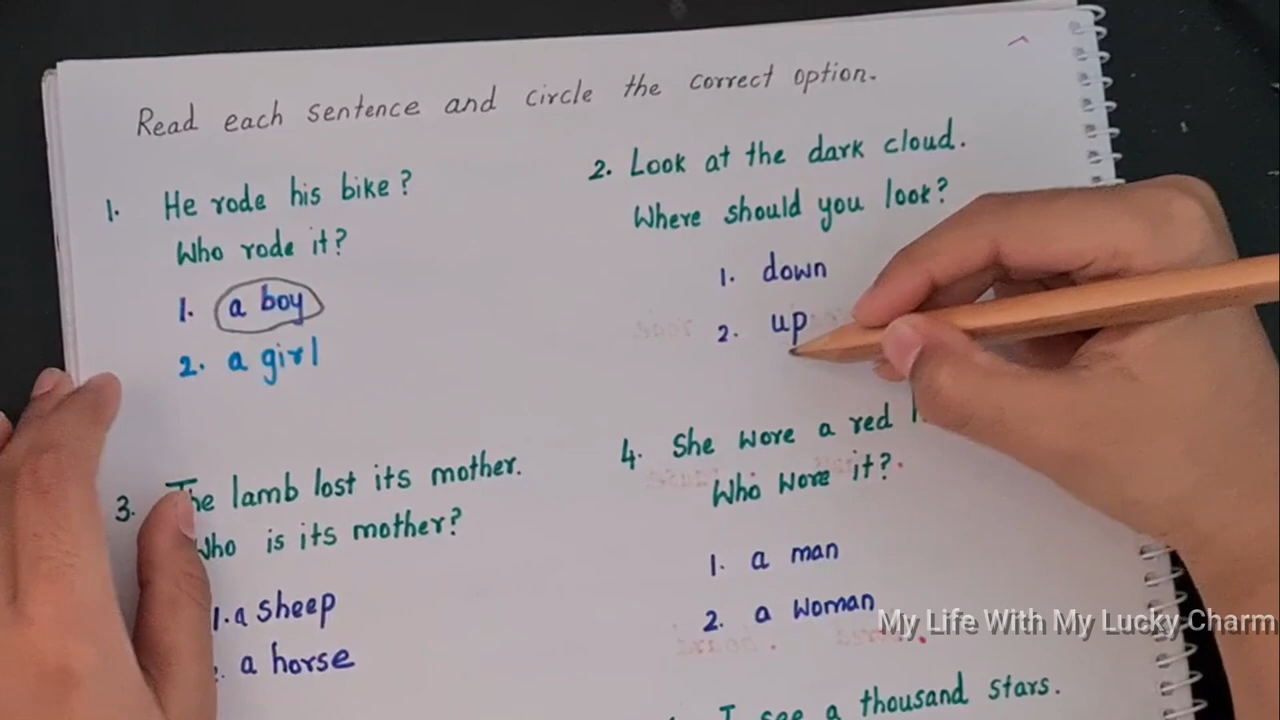 Read each sentence and circle the correct option.
1. He rode his bike?
Who rode it?
1. a boy
2. a girl
2. Look at the dark cloud.
Where should you look?
1. down
2. up
3. The lamb lost its mother.
Who is its mother?
1. a sheep
a horse
4. She wore a red
Who wore it?
1. a man
2. a woman
I see a thousand stars.
My Life With My Lucky Charm